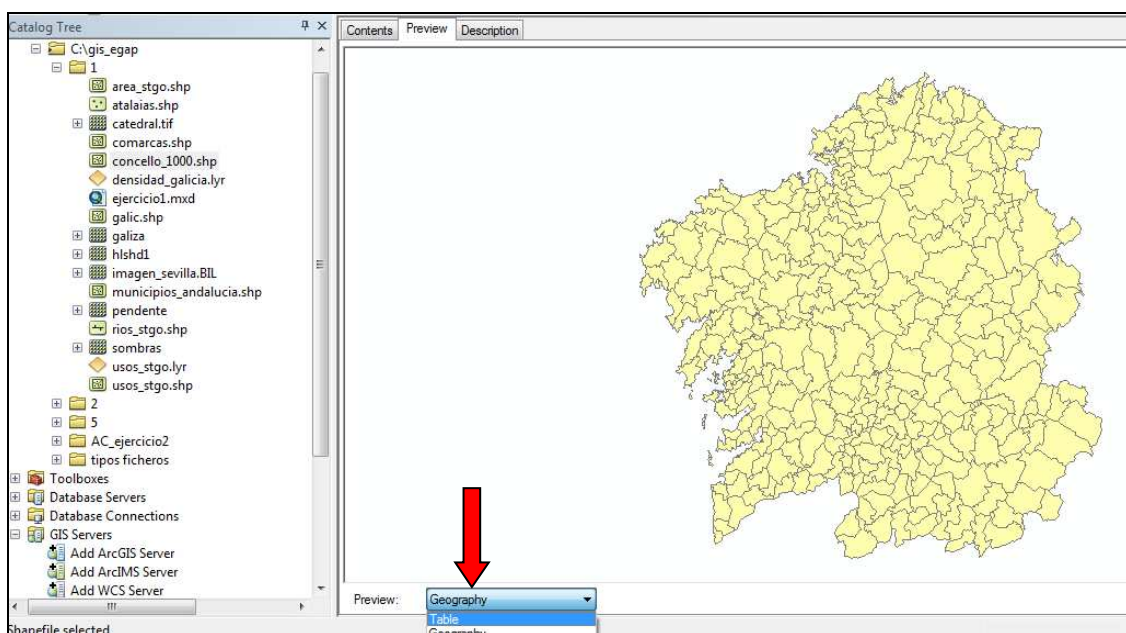 Catalog Tree
C:\gis_egap
1
area_stgo.shp
atalaias.shp
catedral.tif
comarcas.shp
concello_1000.shp
densidad_galicia.lyr
ejercicio1.mxd
galic.shp
galiza
hlshd1
imagen_sevilla.BIL
municipios_andalucia.shp
pendente
rios_stgo.shp
sombras
usos_stgo.lyr
usos_stgo.shp
2
5
AC_ejercicio2
tipos ficheros
Toolboxes
Database Servers
Database Connections
GIS Servers
Add ArcGIS Server
Add ArcIMS Server
Add WCS Server
Shapefile selected
Contents Preview Description
Preview: Geography
Table
Geography